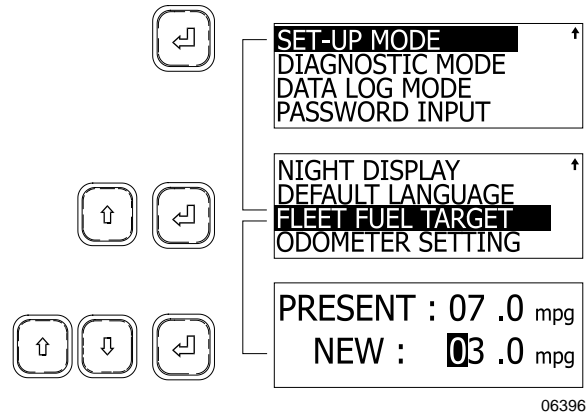 SET-UP MODE
DIAGNOSTIC MODE
DATA LOG MODE
PASSWORD INPUT
NIGHT DISPLAY
DEFAULT LANGUAGE
FLEET FUEL TARGET
ODOMETER SETTING
PRESENT : 07 .0 mpg
NEW : 03 .0 mpg
06396